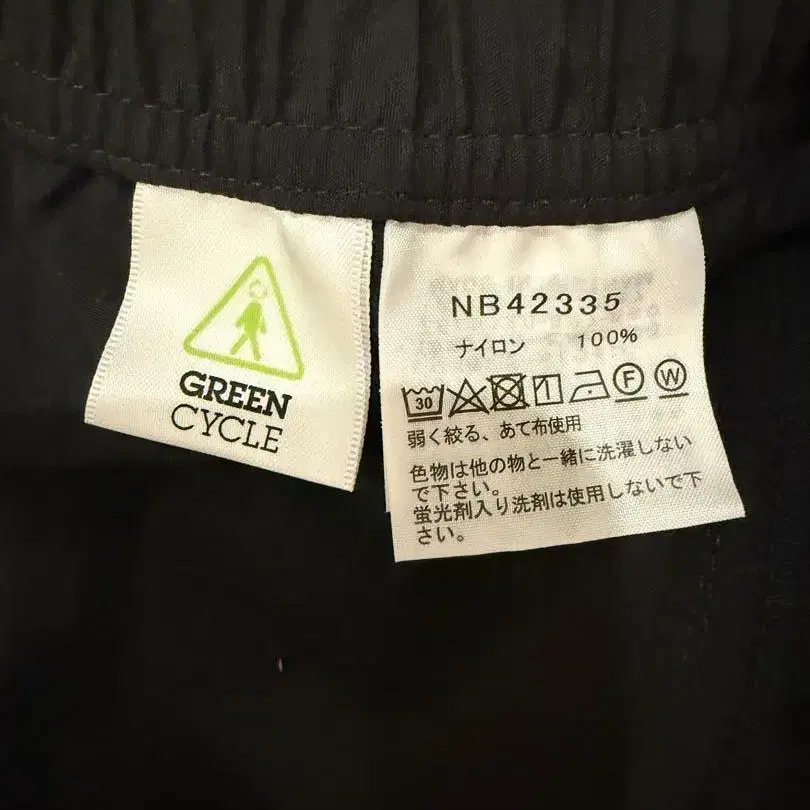 GREEN
CYCLE
NB42335
ナイロン 100%
30 F W
弱く絞る、あて布使用
色物は他の物と一緒に洗濯しない
で下さい。
蛍光剤入り洗剤は使用しないで下
さい。